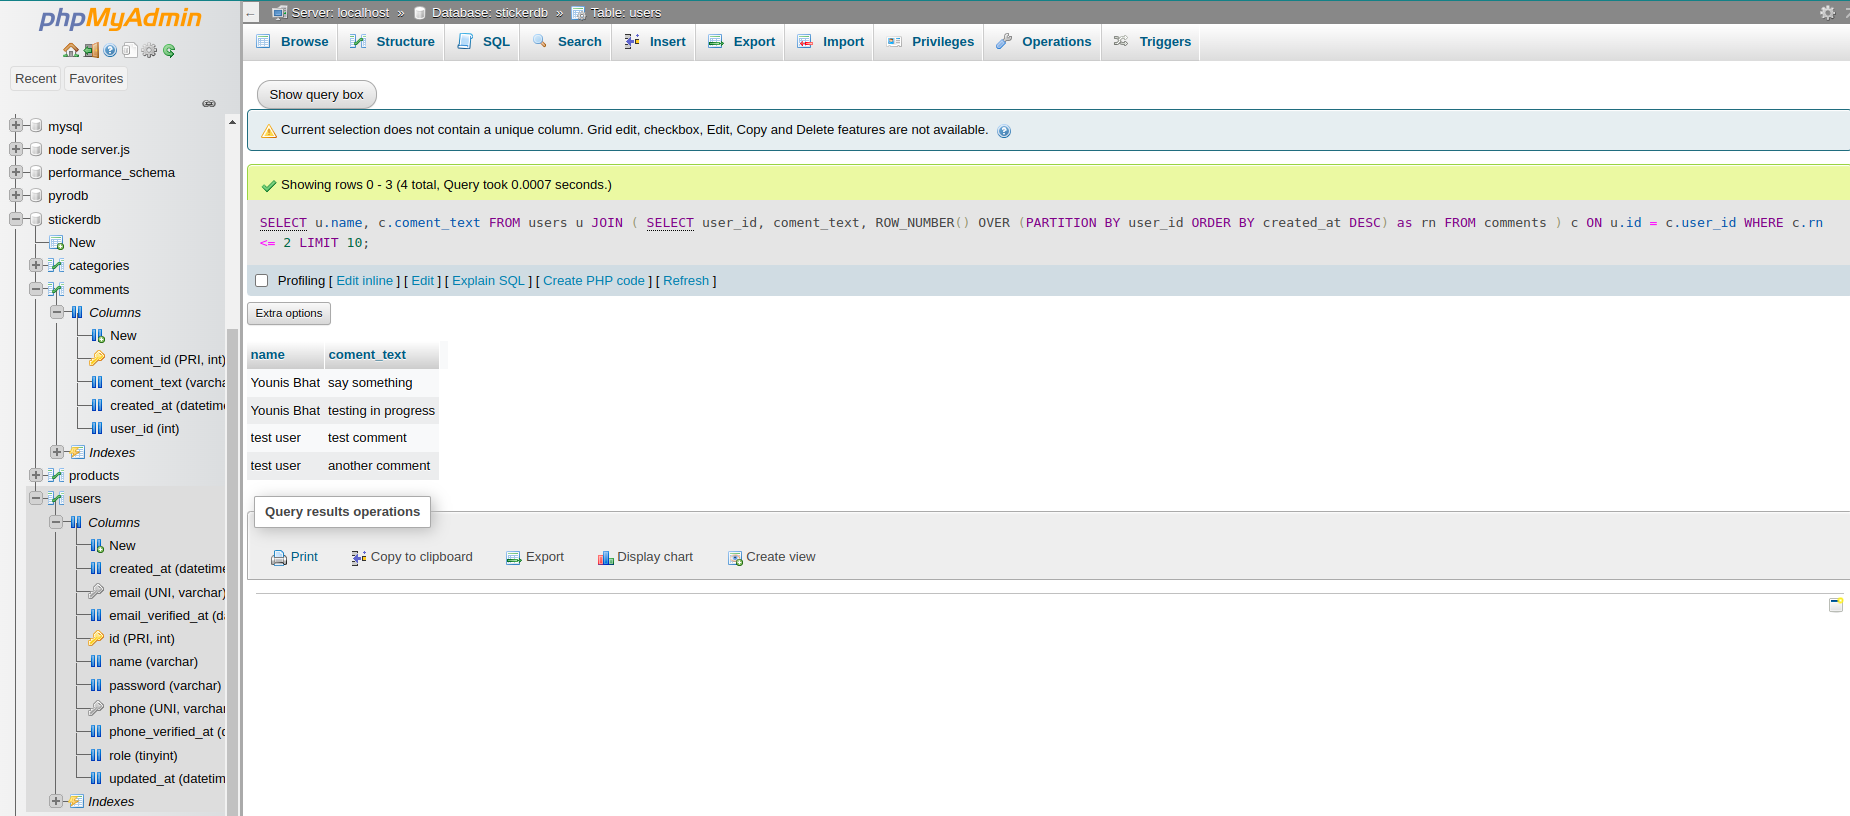 phpMyAdmin
Recent Favorites
mysql
node server.js
performance_schema
pyrodb
stickerdb
New
categories
comments
Columns
New
coment_id (PRI, int)
coment_text (varcha
created_at (datetime
user_id (int)
Indexes
products
users
Columns
New
created_at (datetime
email (UNI, varchar)
email_verified_at (da
id (PRI, int)
name (varchar)
password (varchar)
phone (UNI, varchar
phone_verified_at (d
role (tinyint)
updated_at (datetim
Indexes
Server: localhost » Database: stickerdb » Table: users
Browse Structure SQL Search Insert Export Import Privileges Operations Triggers
Show query box
Current selection does not contain a unique column. Grid edit, checkbox, Edit, Copy and Delete features are not available.
Showing rows 0 - 3 (4 total, Query took 0.0007 seconds.)
SELECT u.name, c.coment_text FROM users u JOIN ( SELECT user_id, coment_text, ROW_NUMBER() OVER (PARTITION BY user_id ORDER BY created_at DESC) as rn FROM comments ) c ON u.id = c.user_id WHERE c.rn
<= 2 LIMIT 10;
Profiling [ Edit inline ] [ Edit ] [ Explain SQL ] [ Create PHP code ] [ Refresh ]
Extra options
name coment_text
Younis Bhat say something
Younis Bhat testing in progress
test user test comment
test user another comment
Query results operations
Print Copy to clipboard Export Display chart Create view